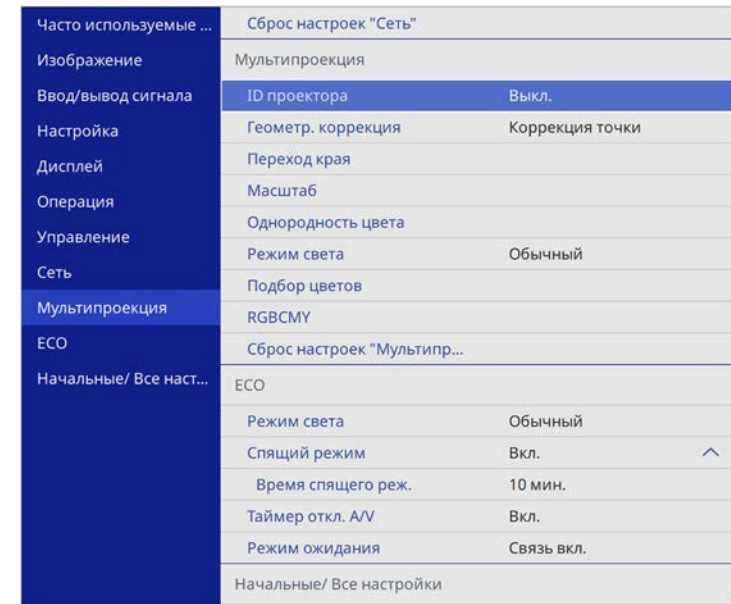 Часто используемые ...
Изображение
Ввод/вывод сигнала
Настройка
Дисплей
Операция
Управление
Сеть
Мультипроекция
ECO
Начальные/ Все наст...
Сброс настроек "Сеть"
Мультипроекция
ID проектора Выкл.
Геометр. коррекция Коррекция точки
Переход края
Масштаб
Однородность цвета
Режим света Обычный
Подбор цветов
RGBCMY
Сброс настроек "Мультипр...
ECO
Режим света Обычный
Спящий режим Вкл.
Время спящего реж. 10 мин.
Таймер откл. A/V Вкл.
Режим ожидания Связь вкл.
Начальные/ Все настройки